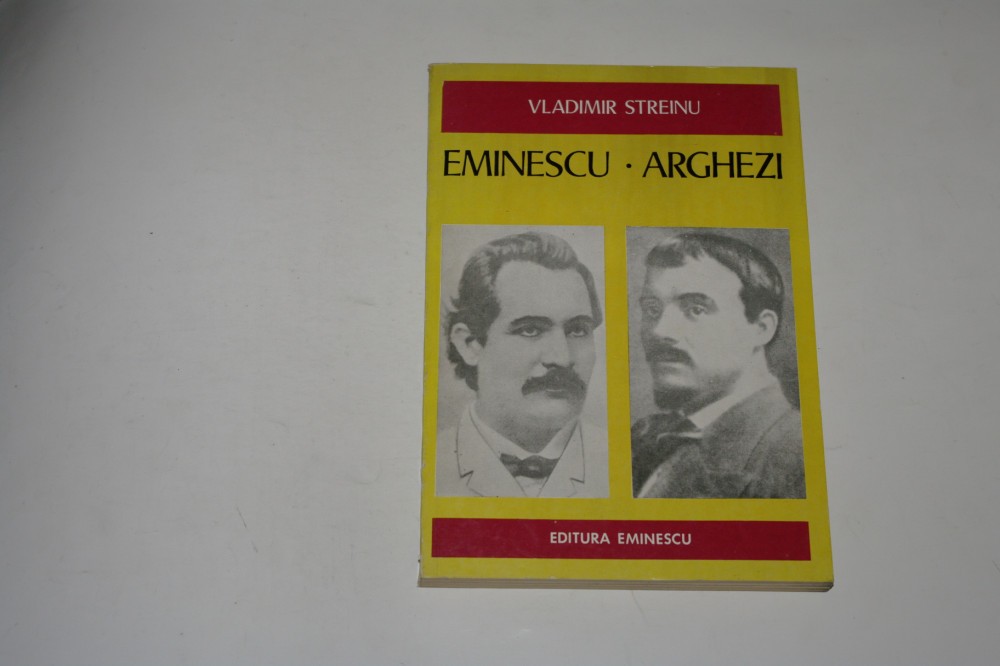 VLADIMIR STREINU
EMINESCU · ARGHEZI
EDITURA EMINESCU